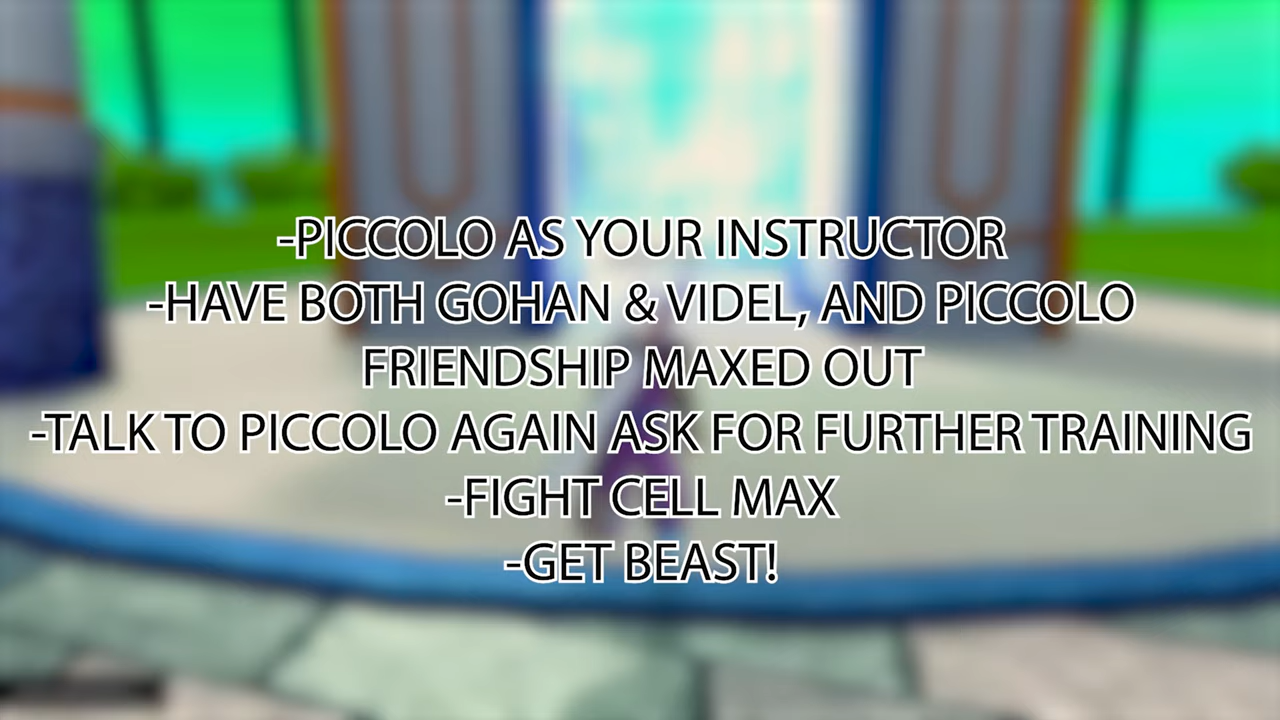 -PICCOLO AS YOUR INSTRUCTOR
-HAVE BOTH GOHAN & VIDEL, AND PICCOLO
FRIENDSHIP MAXED OUT
-TALK TO PICCOLO AGAIN ASK FOR FURTHER TRAINING
-FIGHT CELL MAX
-GET BEAST!